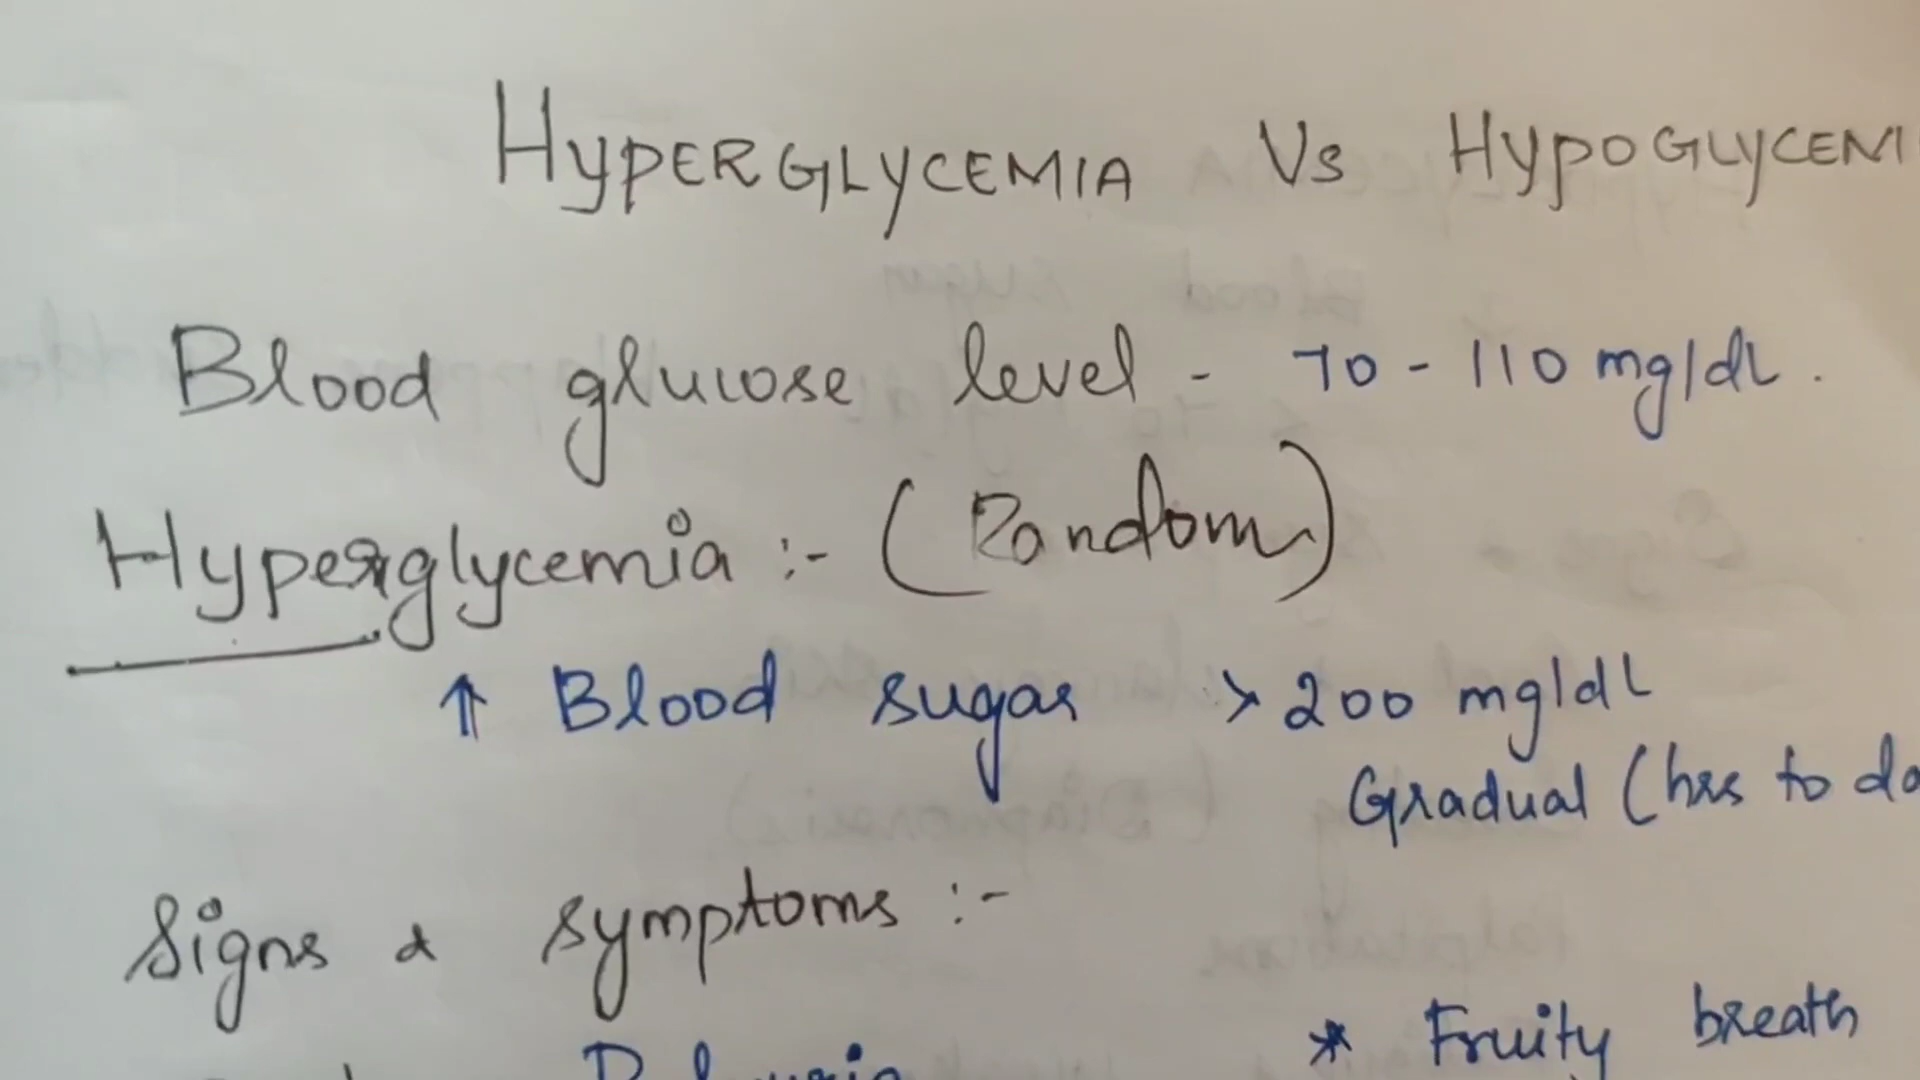 HYPERGLYCEMIA Vs HYPOGLYCEMI
Blood glucose level - 70 - 110 mg/dL.
Hyperglycemia :- (Random)
↑ Blood sugar > 200 mg/dL
Gradual (hrs to da
Signs & symptoms :-
* Fruity breath